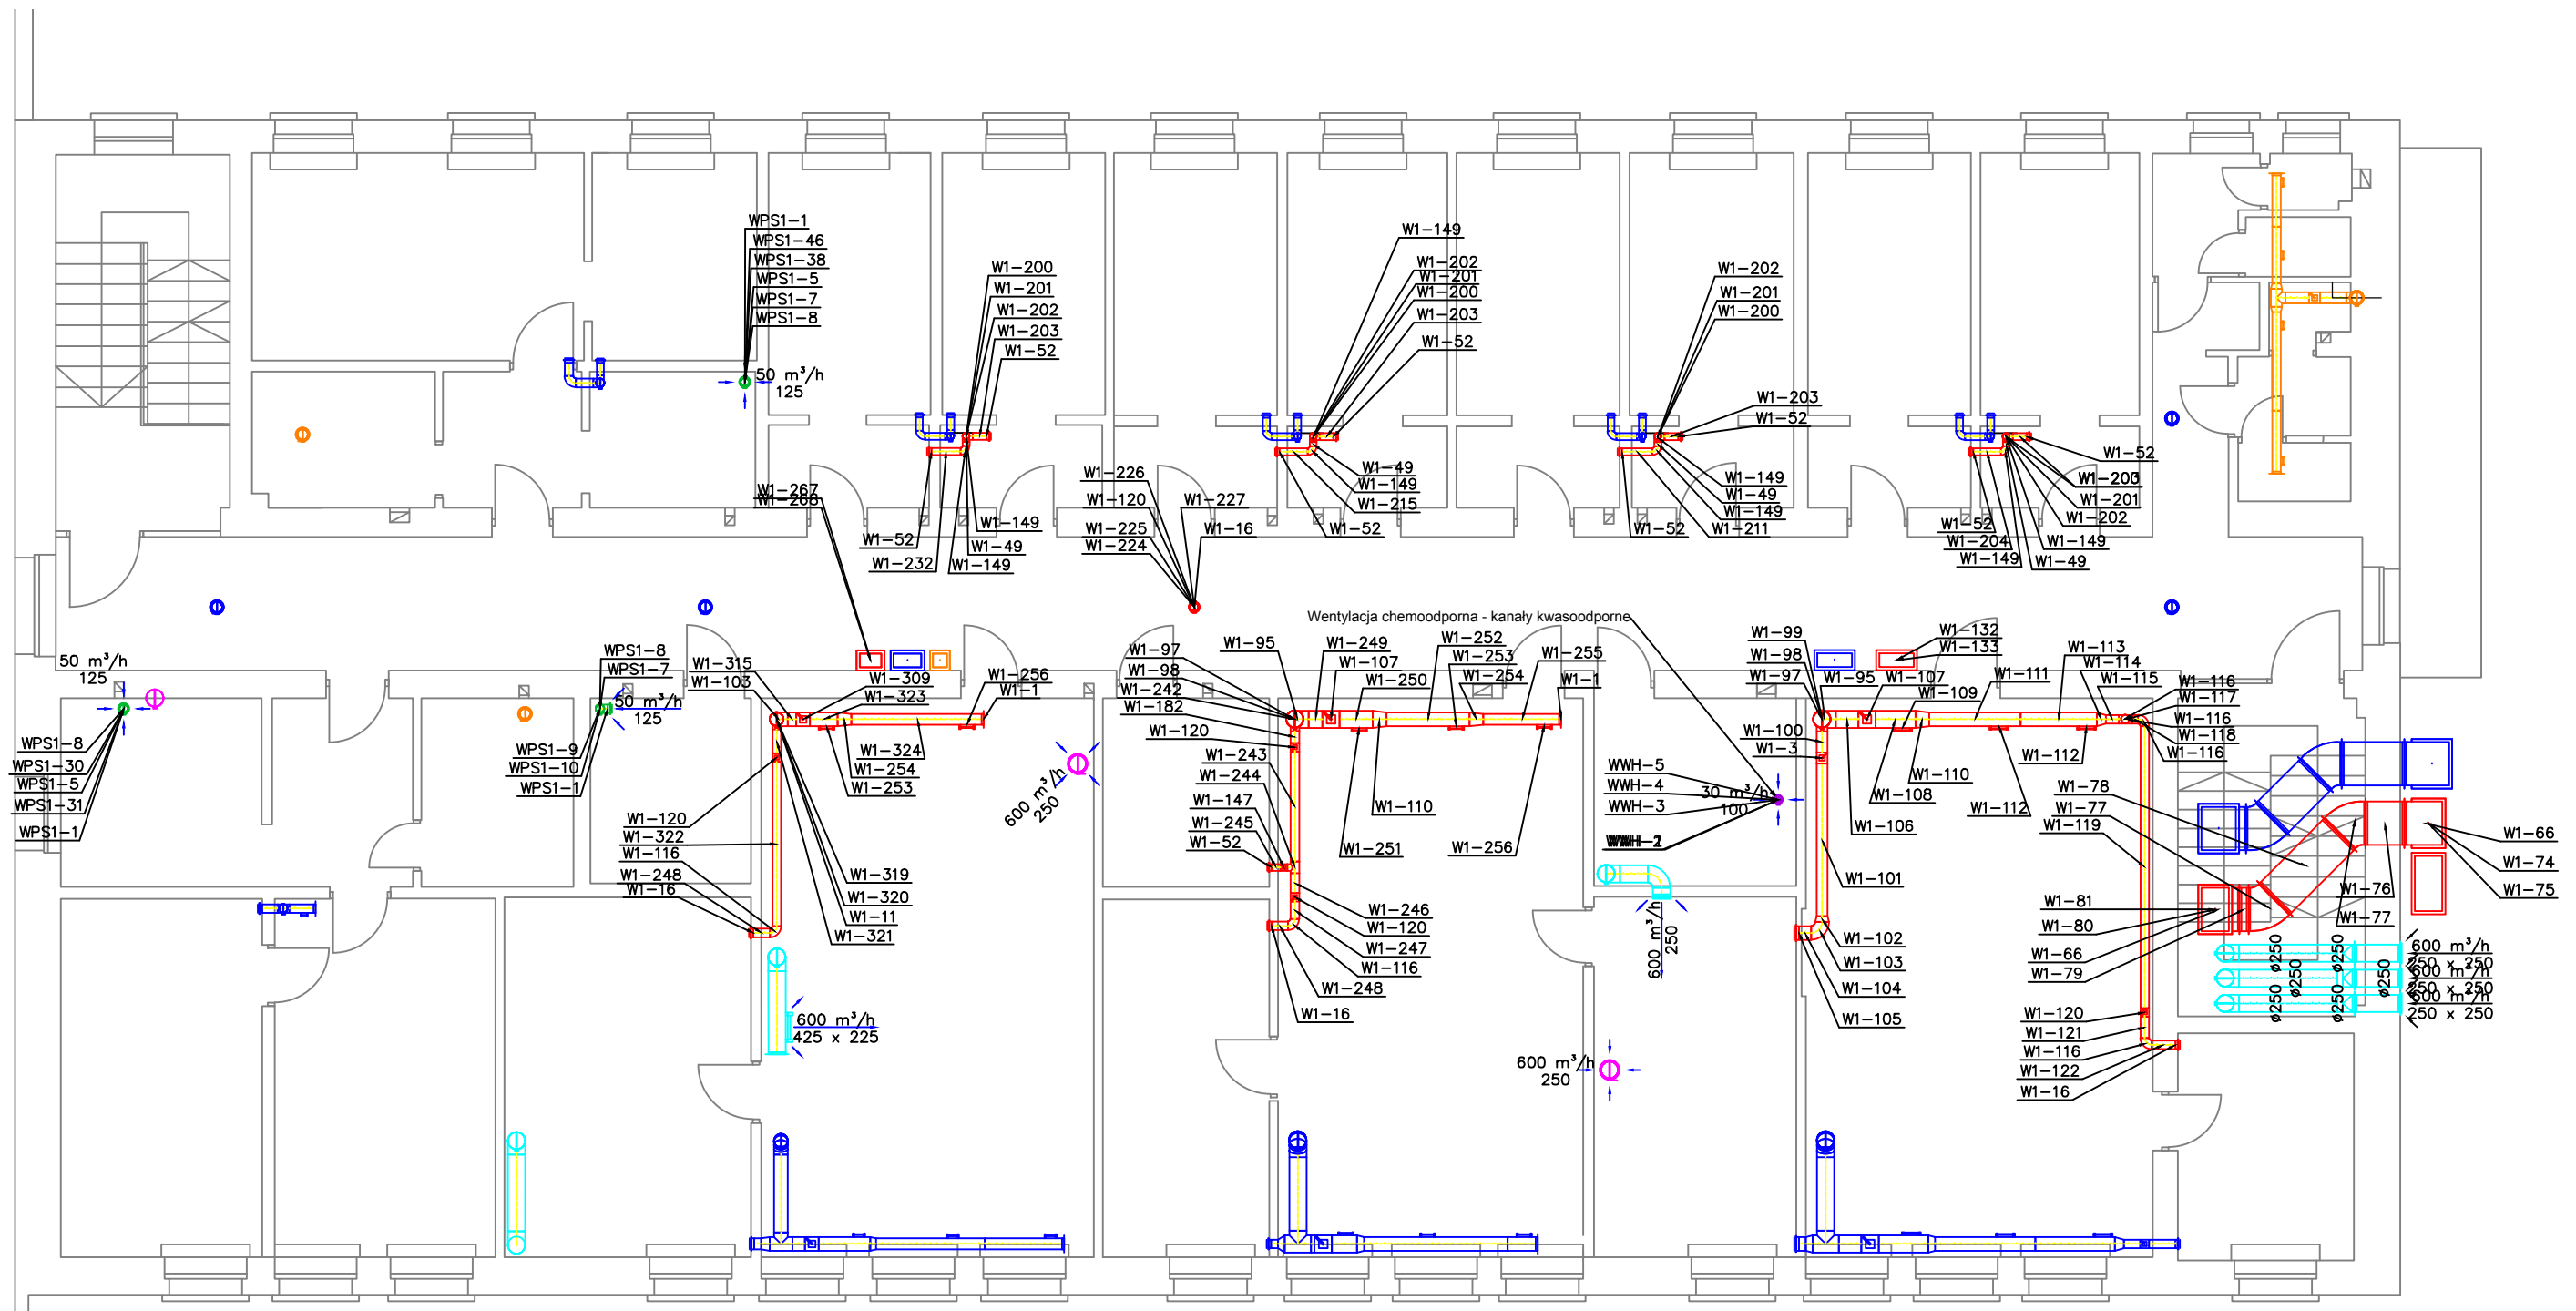 WPS1-1
WPS1-46
WPS1-38
WPS1-5
WPS1-7
WPS1-8
50 m³/h
125
W1-200
W1-201
W1-202
W1-203
W1-52
W1-149
W1-202
W1-201
W1-200
W1-203
W1-52
W1-202
W1-201
W1-200
W1-203
W1-52
W1-52
W1-200
W1-201
W1-202
W1-267
W1-268
W1-52
W1-232
W1-149
W1-49
W1-149
W1-226
W1-120
W1-225
W1-224
W1-227
W1-16
W1-49
W1-149
W1-215
W1-52
W1-149
W1-49
W1-149
W1-211
W1-52
W1-52
W1-204
W1-149
W1-149
W1-49
Wentylacja chemoodporna - kanały kwasoodporne
50 m³/h
125
WPS1-8
WPS1-30
WPS1-5
WPS1-31
WPS1-1
WPS1-8
WPS1-7
50 m³/h
125
WPS1-9
WPS1-10
WPS1-1
W1-315
W1-103
W1-309
W1-323
W1-256
W1-1
W1-324
W1-254
W1-253
W1-120
W1-322
W1-116
W1-248
W1-16
W1-319
W1-320
W1-11
W1-321
600 m³/h
250
600 m³/h
425 x 225
W1-97
W1-98
W1-242
W1-182
W1-120
W1-95
W1-249
W1-107
W1-250
W1-252
W1-253
W1-254
W1-255
W1-1
W1-243
W1-244
W1-147
W1-245
W1-52
W1-110
W1-251
W1-256
W1-246
W1-120
W1-247
W1-116
W1-248
W1-16
WWH-5
WWH-4
WWH-3
30 m³/h
100
600 m³/h
250
600 m³/h
250
W1-99
W1-98
W1-97
W1-95
W1-132
W1-133
W1-107
W1-109
W1-111
W1-113
W1-114
W1-115
W1-116
W1-117
W1-116
W1-118
W1-116
W1-100
W1-3
W1-110
W1-108
W1-106
W1-112
W1-112
W1-101
W1-102
W1-103
W1-104
W1-105
W1-78
W1-77
W1-119
W1-81
W1-80
W1-66
W1-79
W1-76
W1-77
W1-66
W1-74
W1-75
W1-120
W1-121
W1-116
W1-122
W1-16
ø250
ø250
ø250
ø250
ø250
ø250
600 m³/h
250 x 250
600 m³/h
250 x 250
600 m³/h
250 x 250